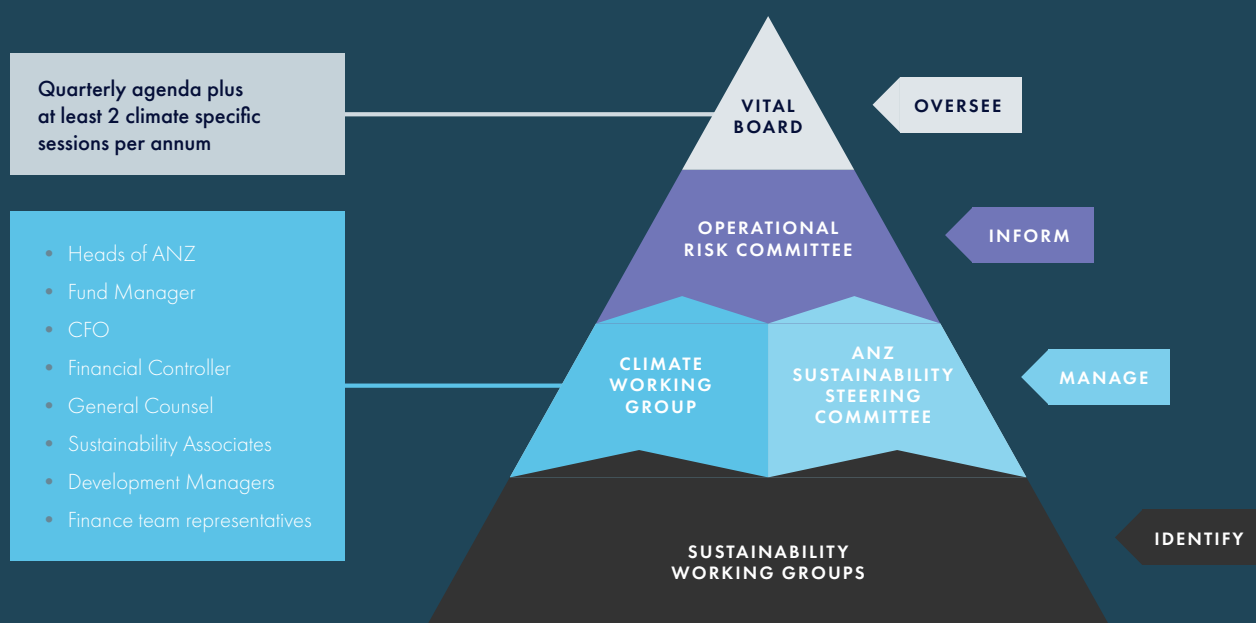 Quarterly agenda plus
at least 2 climate specific
sessions per annum
VITAL
BOARD
OVERSEE
OPERATIONAL
RISK COMMITTEE
INFORM
• Heads of ANZ
• Fund Manager
• CFO
• Financial Controller
• General Counsel
• Sustainability Associates
• Development Managers
• Finance team representatives
CLIMATE
WORKING
GROUP
ANZ
SUSTAINABILITY
STEERING
COMMITTEE
MANAGE
SUSTAINABILITY
WORKING GROUPS
IDENTIFY